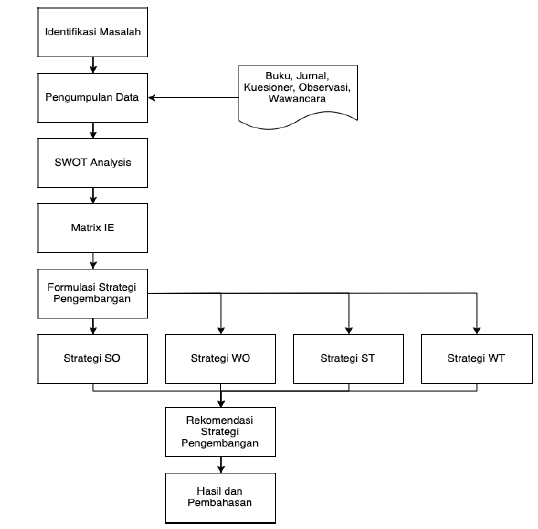 Identifikasi Masalah
Pengumpulan Data
Buku, Jurnal,
Kuesioner, Observasi,
Wawancara
SWOT Analysis
Matrix IE
Formulasi Strategi
Pengembangan
Strategi SO
Strategi WO
Strategi ST
Strategi WT
Rekomendasi
Strategi
Pengembangan
Hasil dan
Pembahasan